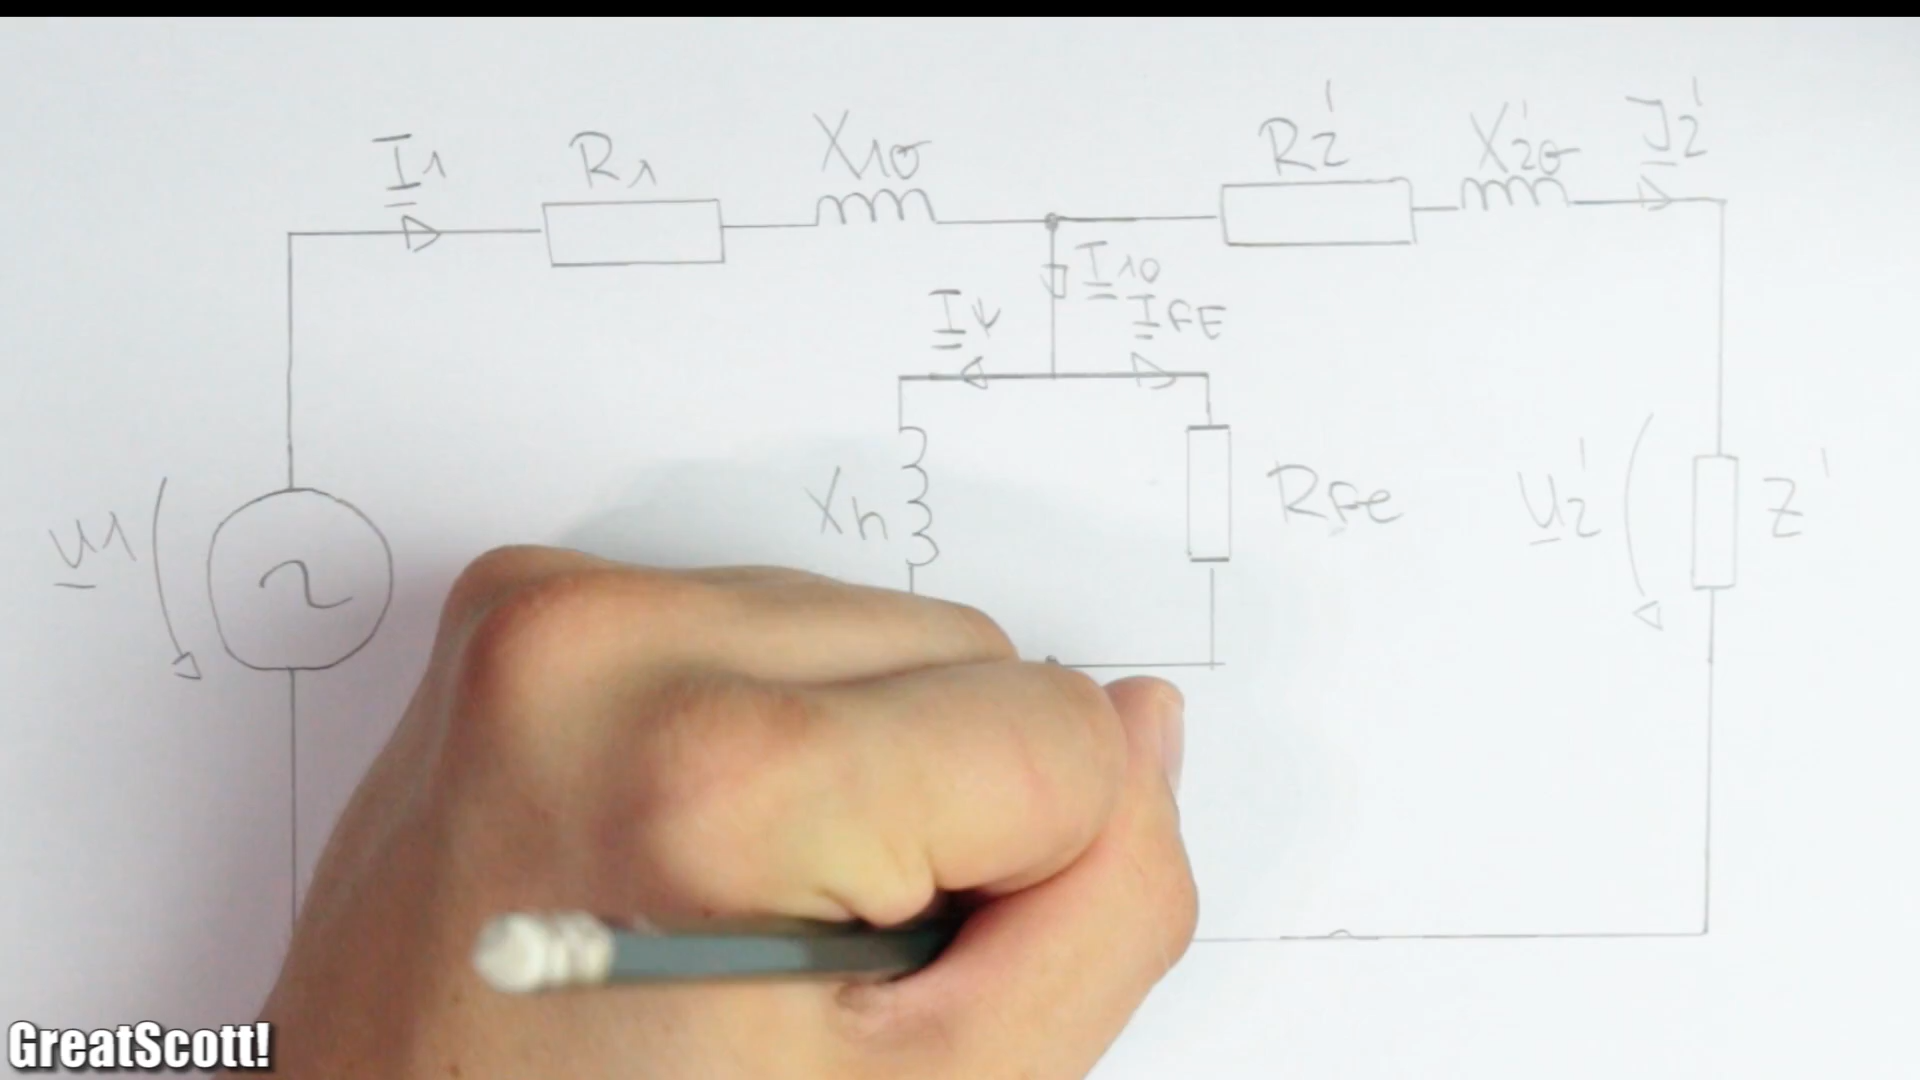 I1
R1
X1σ
R2'
X'2σ
I2'
I10
Iμ
IFE
U1
Xh
RFe
U2'
Z'
GreatScott!